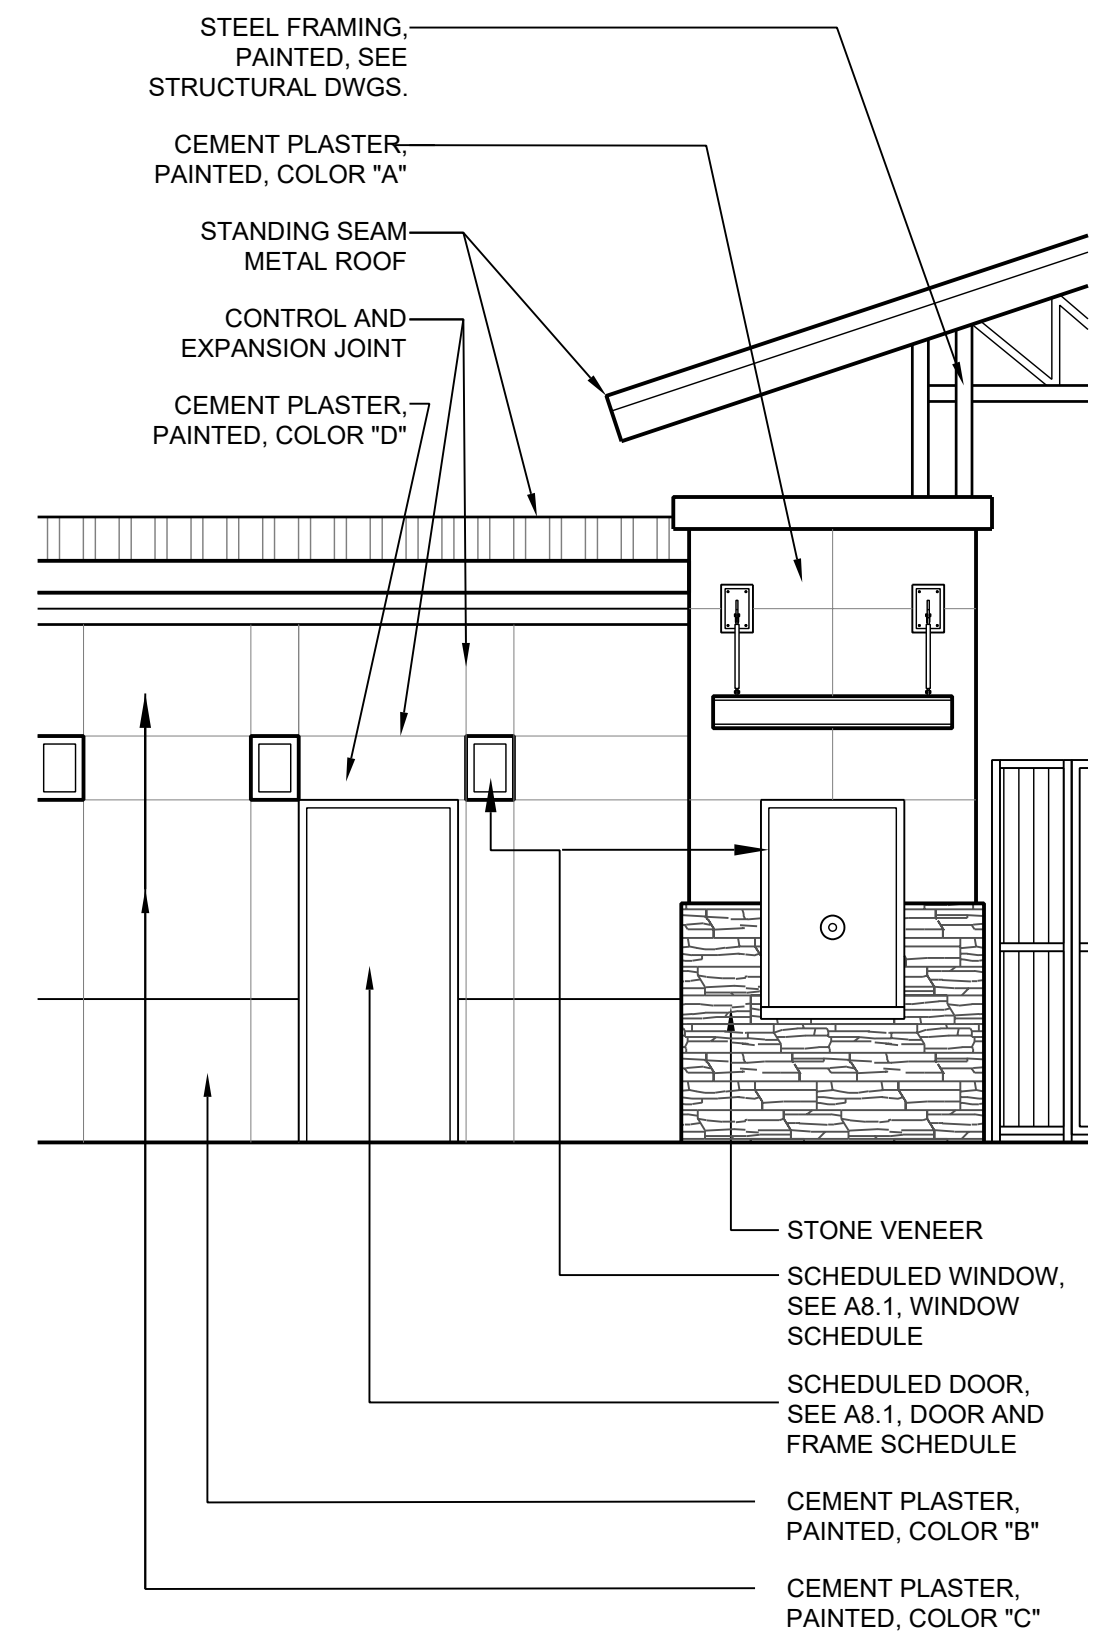 STEEL FRAMING,
PAINTED, SEE
STRUCTURAL DWGS.
CEMENT PLASTER,
PAINTED, COLOR "A"
STANDING SEAM
METAL ROOF
CONTROL AND
EXPANSION JOINT
CEMENT PLASTER,
PAINTED, COLOR "D"
STONE VENEER
SCHEDULED WINDOW,
SEE A8.1, WINDOW
SCHEDULE
SCHEDULED DOOR,
SEE A8.1, DOOR AND
FRAME SCHEDULE
CEMENT PLASTER,
PAINTED, COLOR "B"
CEMENT PLASTER,
PAINTED, COLOR "C"